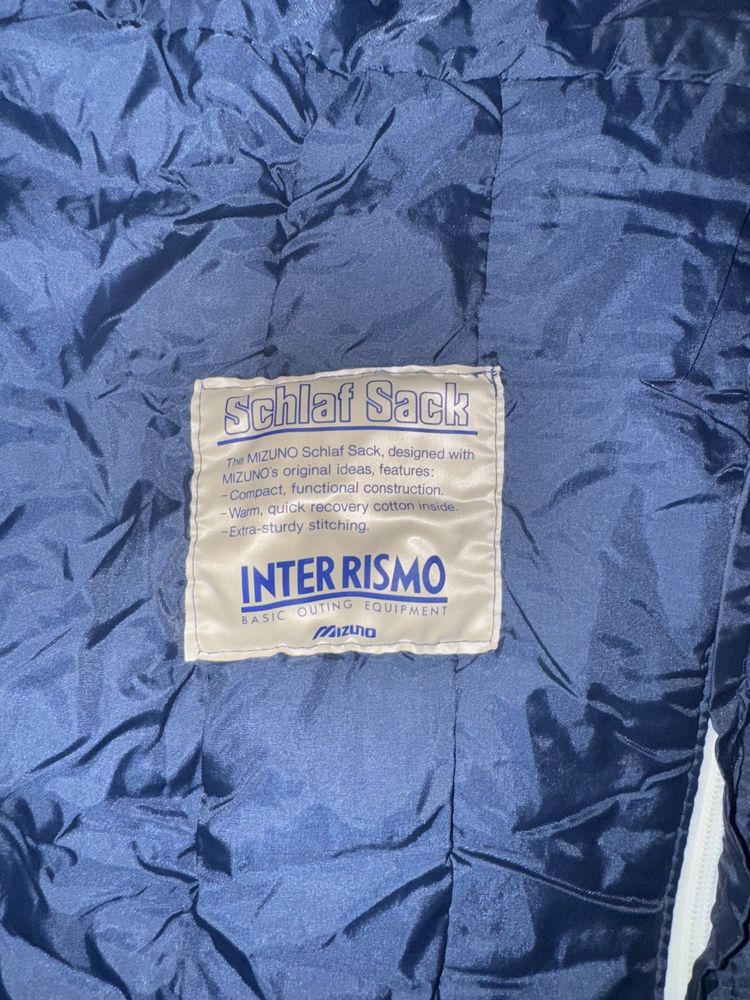 Schlaf Sack
The MIZUNO Schlaf Sack, designed with
MIZUNO's original ideas, features:
-Compact, functional construction.
-Warm, quick recovery cotton inside.
-Extra-sturdy stitching.
INTER RISMO
BASIC OUTING EQUIPMENT
MIZUNO